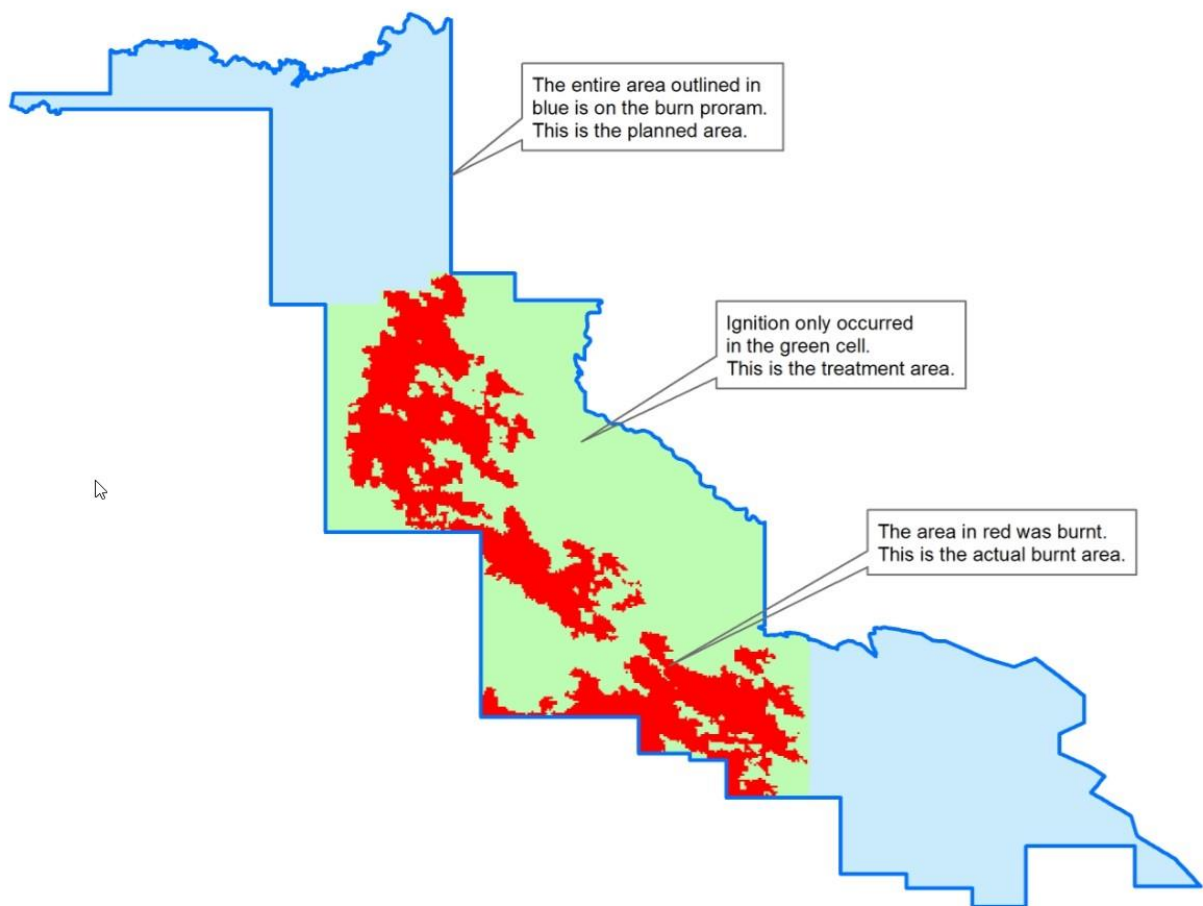 The entire area outlined in
blue is on the burn proram.
This is the planned area.
Ignition only occurred
in the green cell.
This is the treatment area.
The area in red was burnt.
This is the actual burnt area.